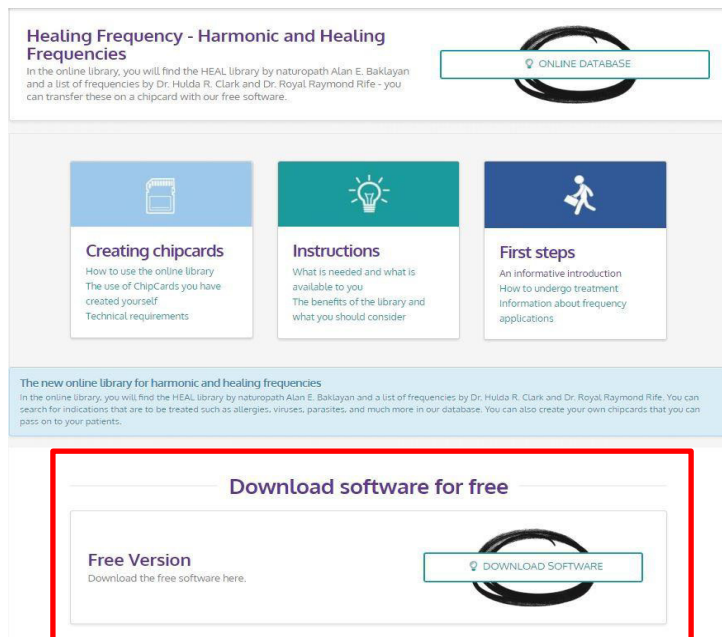 Healing Frequency - Harmonic and Healing
Frequencies
In the online library, you will find the HEAL library by naturopath Alan E. Baklayan
and a list of frequencies by Dr. Hulda R. Clark and Dr. Royal Raymond Rife - you
can transfer these on a chipcard with our free software.
ONLINE DATABASE
Creating chipcards
How to use the online library
The use of ChipCards you have
created yourself
Technical requirements
Instructions
What is needed and what is
available to you
The benefits of the library and
what you should consider
First steps
An informative introduction
How to undergo treatment
Information about frequency
applications
The new online library for harmonic and healing frequencies
In the online library, you will find the HEAL library by naturopath Alan E. Baklayan and a list of frequencies by Dr. Hulda R. Clark and Dr. Royal Raymond Rife. You can
search for indications that are to be treated such as allergies, viruses, parasites, and much more in our database. You can also create your own chipcards that you can
pass on to your patients.
Download software for free
Free Version
Download the free software here.
DOWNLOAD SOFTWARE